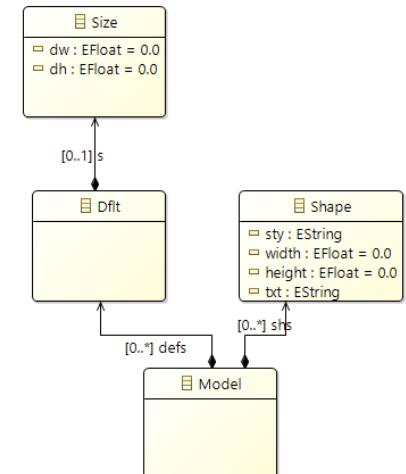 Size
dw : EFloat = 0.0
dh : EFloat = 0.0
[0..1] s
Dflt
Shape
sty : EString
width : EFloat = 0.0
height : EFloat = 0.0
txt : EString
[0..*] defs
[0..*] shs
Model